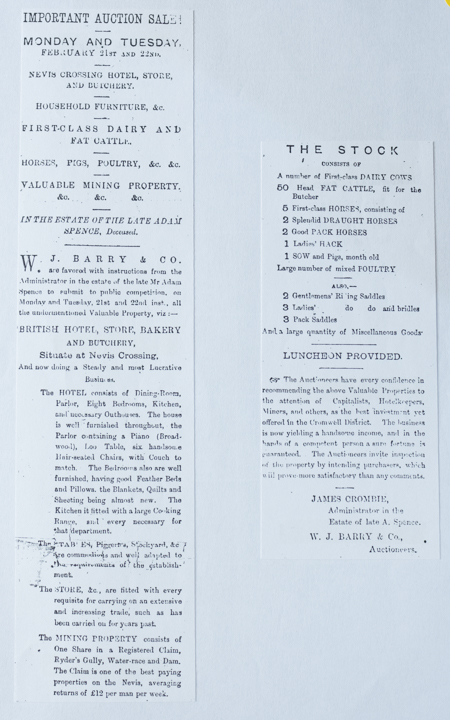 IMPORTANT AUCTION SALE!
MONDAY AND TUESDAY,
FEBRUARY 21ST AND 22ND.
NEVIS CROSSING HOTEL, STORE,
AND BUTCHERY.
HOUSEHOLD FURNITURE, &c.
FIRST-CLASS DAIRY AND
FAT CATTLE.
HORSES, PIGS, POULTRY, &c. &c.
VALUABLE MINING PROPERTY,
&c. &c. &c.
IN THE ESTATE OF THE LATE ADAM
SPENCE, Deceased.
W. J. BARRY & CO.
are favored with instructions from the
Administrator in the estate of the late Mr Adam
Spence to submit to public competition, on
Monday and Tuesday, 21st and 22nd inst., all
the undermentioned Valuable Property, viz :—
BRITISH HOTEL, STORE, BAKERY
AND BUTCHERY,
Situate at Nevis Crossing.
And now doing a Steady and most Lucrative
Business.
The HOTEL consists of Dining-Room,
Parlor, Eight Bedrooms, Kitchen,
and necessary Outhouses. The house
is well furnished throughout, the
Parlor containing a Piano (Broad-
wood), Loo Table, six handsome
Hair-seated Chairs, with Couch to
match. The Bedrooms also are well
furnished, having good Feather Beds
and Pillows, the Blankets, Quilts and
Sheeting being almost new. The
Kitchen it fitted with a large Cooking
Range, and every necessary for
that department.
The STABLES, Piggeries, Stockyard, &c
are commodious and well adapted to
the requirements of the establish-
ment.
The STORE, &c., are fitted with every
requisite for carrying on an extensive
and increasing trade, such as has
been carried on for years past.
The MINING PROPERTY consists of
One Share in a Registered Claim,
Ryder's Gully, Water-race and Dam.
The Claim is one of the best paying
properties on the Nevis, averaging
returns of £12 per man per week.
THE STOCK
CONSISTS OF
A number of First-class DAIRY COWS
50 Head FAT CATTLE, fit for the
Butcher
5 First-class HORSES, consisting of
2 Splendid DRAUGHT HORSES
2 Good PACK HORSES
1 Ladies' HACK
1 SOW and Pigs, month old
Large number of mixed POULTRY
ALSO,—
2 Gentlemens' Riding Saddles
3 Ladies' do do and bridles
3 Pack Saddles
And a large quantity of Miscellaneous Goods
LUNCHEON PROVIDED.
The Auctioneers have every confidence in
recommending the above Valuable Properties to
the attention of Capitalists, Hotelkeepers,
Miners, and others, as the best investment yet
offered in the Cromwell District. The business
is now yielding a handsome income, and in the
hands of a competent person a sure fortune is
guaranteed. The Auctioneers invite inspection
of the property by intending purchasers, which
will prove more satisfactory than any comments.
JAMES CROMBIE,
Administrator in the
Estate of late A. Spence.
W. J. BARRY & Co.,
Auctioneers.